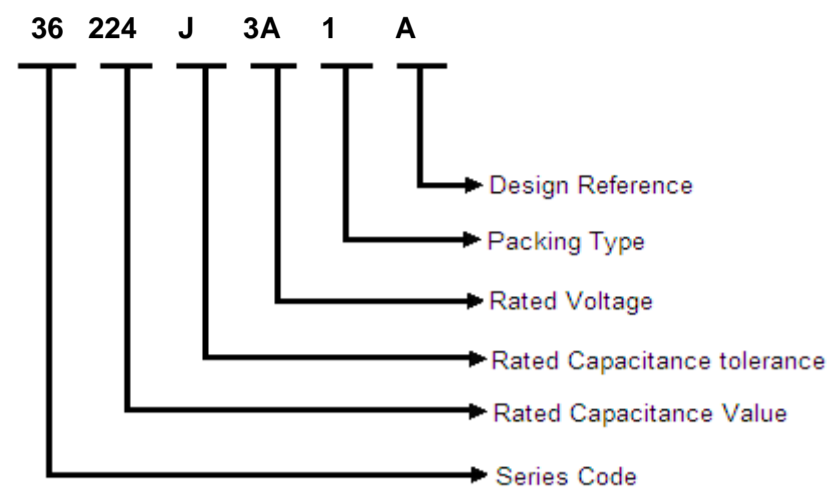 36 224 J 3A 1 A
Design Reference
Packing Type
Rated Voltage
Rated Capacitance tolerance
Rated Capacitance Value
Series Code